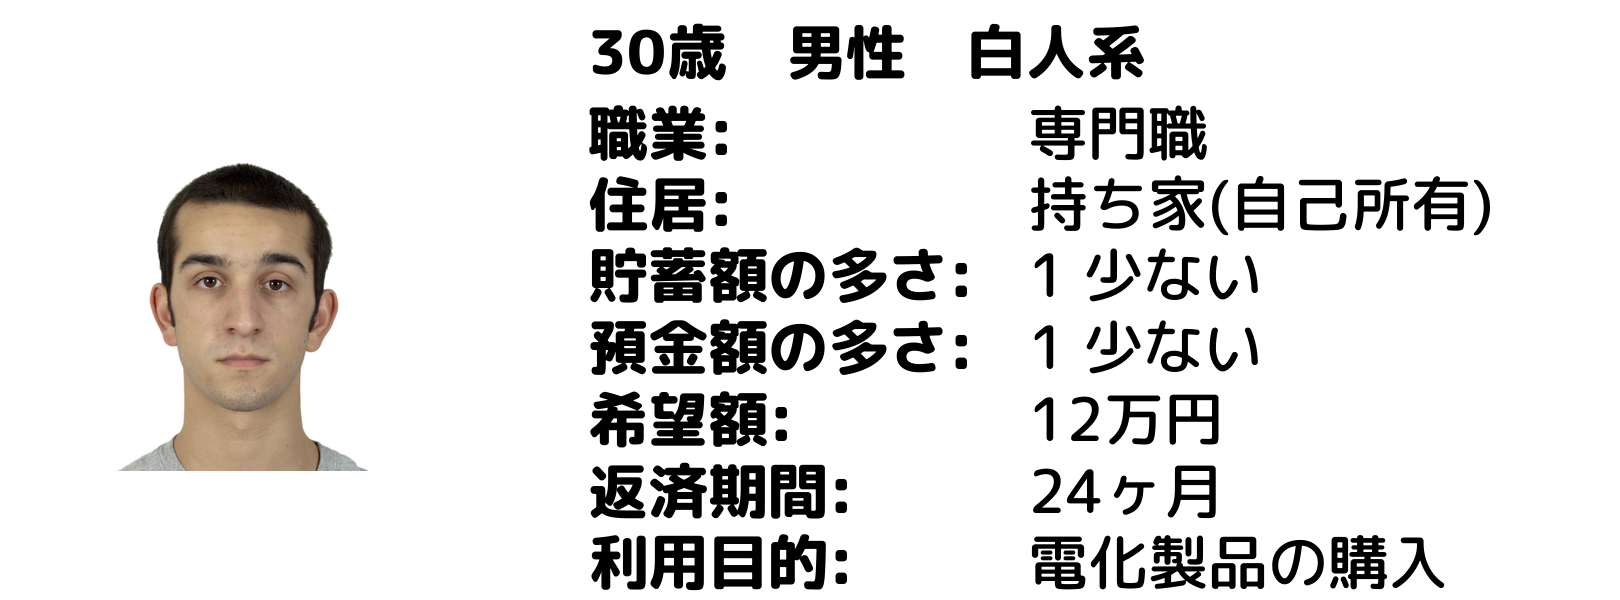 30歳　男性　白人系
職業:　専門職
住居:　持ち家(自己所有)
貯蓄額の多さ:　1 少ない
預金額の多さ:　1 少ない
希望額:　12万円
返済期間:　24ヶ月
利用目的:　電化製品の購入